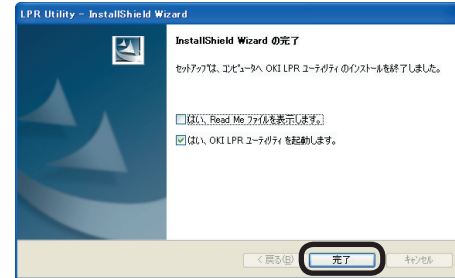 LPR Utility - InstallShield Wizard
InstallShield Wizard の完了
セットアップは、コンピュータへ OKI LPR ユーティリティ のインストールを終了しました。
はい、Read Me ファイルを表示します。
はい、OKI LPR ユーティリティ を起動します。
< 戻る(B) 完了 キャンセル